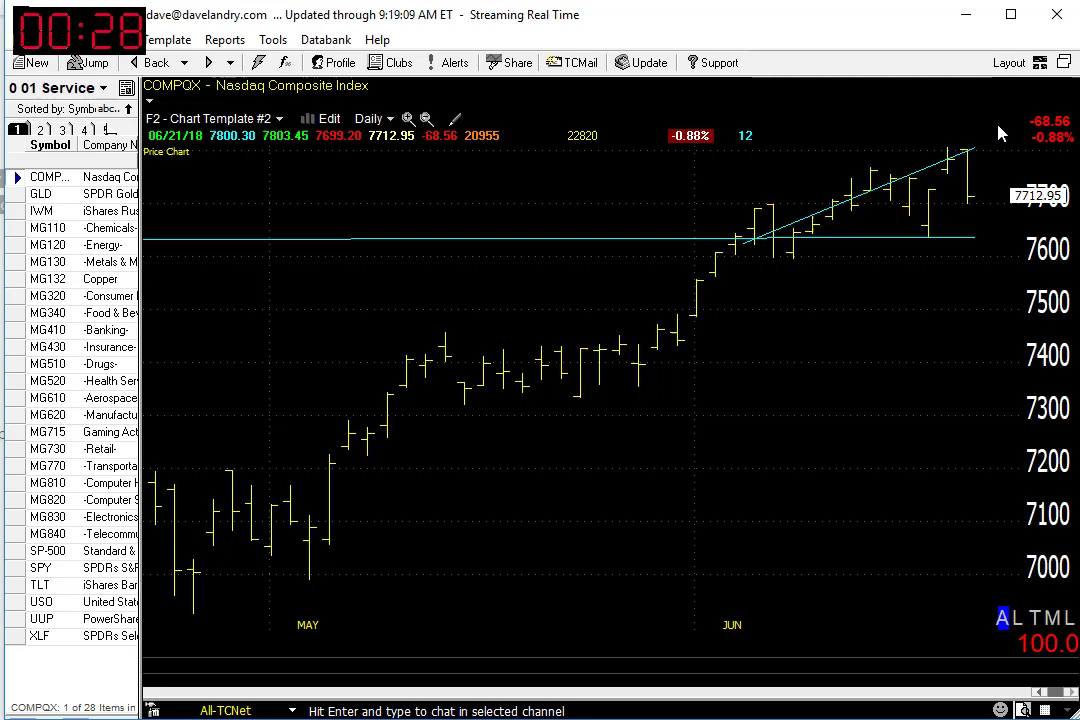 00:28
dave@davelandry.com ... Updated through 9:19:09 AM ET - Streaming Real Time
Template Reports Tools Databank Help
New Jump Back Profile Clubs Alerts Share TCMail Update Support Layout
0 01 Service
Sorted by: Symb abc..
1 2 3 4
Symbol Company N
COMP... Nasdaq Cor
GLD SPDR Gold
IWM iShares Rus
MG110 -Chemicals-
MG120 -Energy-
MG130 -Metals & M
MG132 Copper
MG320 -Consumer
MG340 -Food & Bev
MG410 -Banking-
MG430 -Insurance-
MG510 -Drugs-
MG520 -Health Ser
MG610 -Aerospace
MG620 -Manufactu
MG715 Gaming Act
MG730 -Retail-
MG770 -Transporta
MG810 -Computer H
MG820 -Computer S
MG830 -Electronics
MG840 -Telecommu
SP-500 Standard &
SPY SPDRs S&P
TLT iShares Bar
USO United State
UUP PowerShare
XLF SPDRs Sele
COMPQX: 1 of 28 Items in
COMPQX - Nasdaq Composite Index
F2 - Chart Template #2 Edit Daily
06/21/18 7800.30 7803.45 7699.20 7712.95 -68.56 20955 22820 -0.88% 12
Price Chart
-68.56
-0.88%
7712.95
7600
7500
7400
7300
7200
7100
7000
MAY JUN
A L T M L
100.0
All-TCNet Hit Enter and type to chat in selected channel